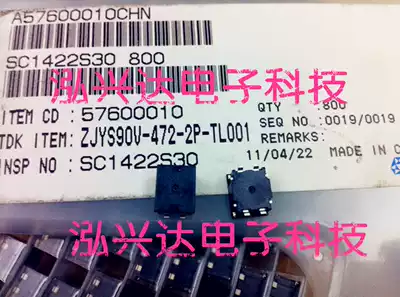 A57600010CHN
SC1422S30 800
泓兴达电子科技
ITEM CD : 57600010
QTY : 800
SEQ NO : 0019/0019
TDK ITEM: ZJYS90V-472-2P-TL001
REMARKS:
INSP NO : SC1422S30
11/04/22 MADE IN C
泓兴达电子科技